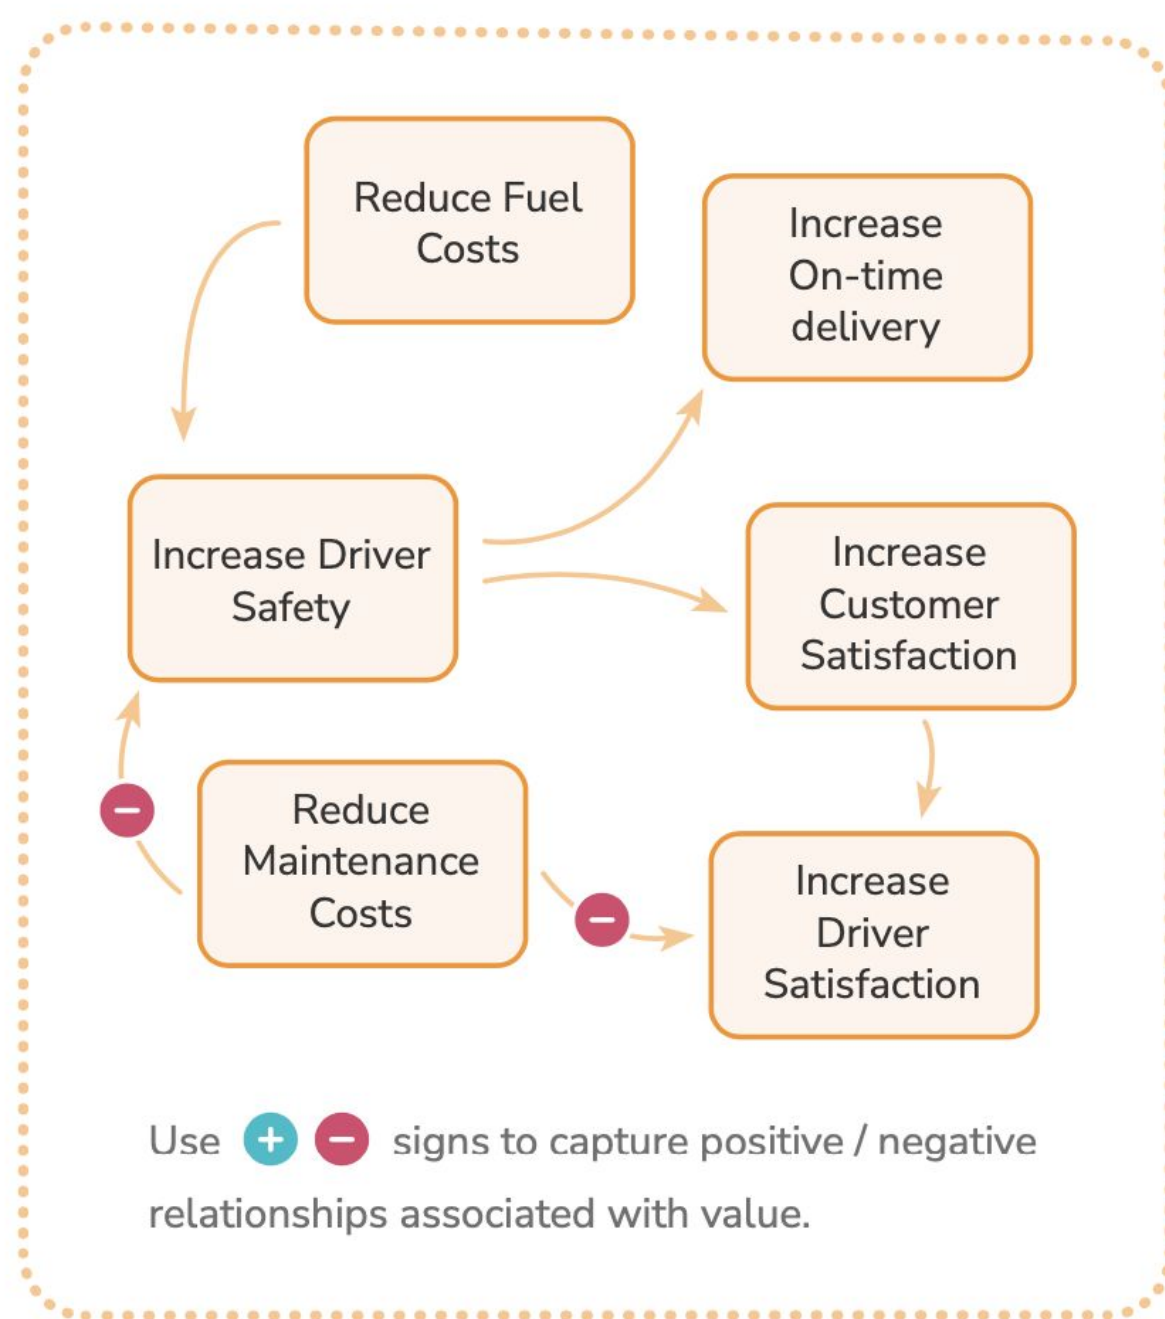 Reduce Fuel
Costs
Increase
On-time
delivery
Increase Driver
Safety
Increase
Customer
Satisfaction
Reduce
Maintenance
Costs
Increase
Driver
Satisfaction
Use + − signs to capture positive / negative
relationships associated with value.